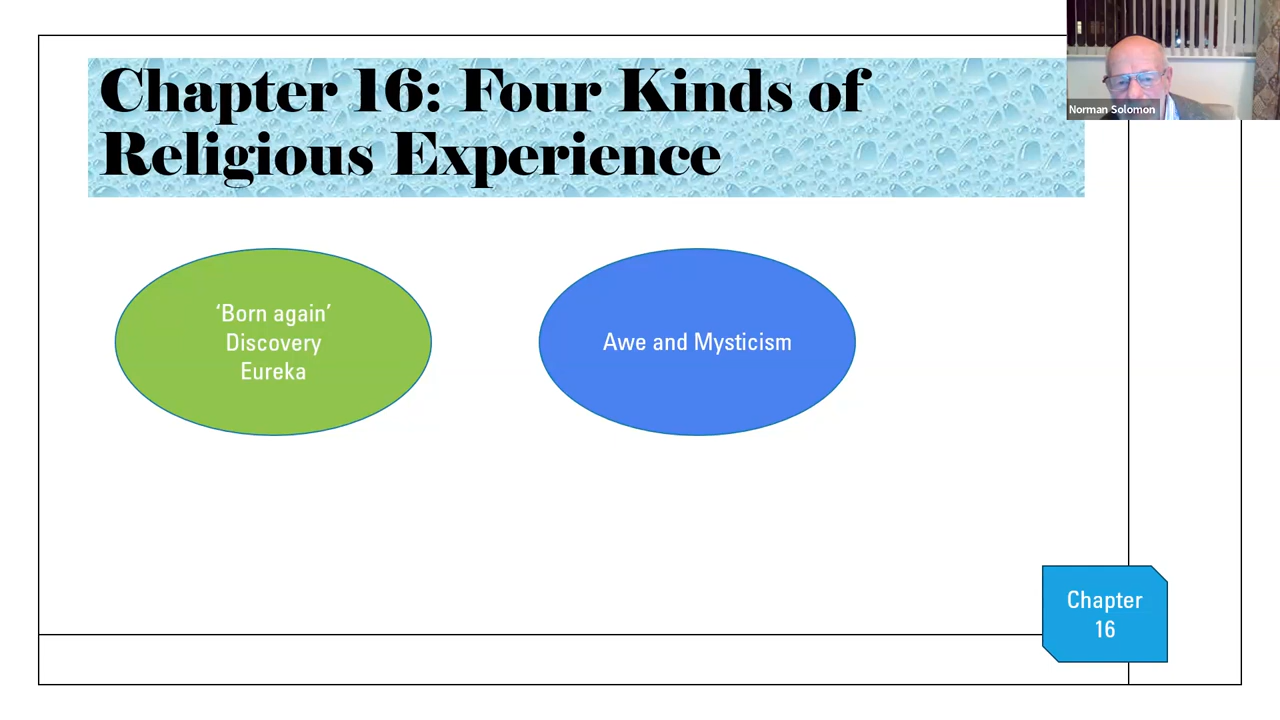 Chapter 16: Four Kinds of
Religious Experience
Norman Solomon
‘Born again’
Discovery
Eureka
Awe and Mysticism
Chapter
16